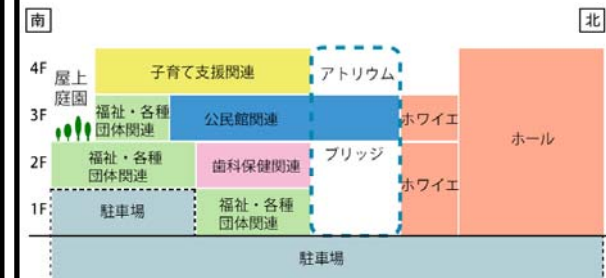 南
北
4F
屋上
庭園
子育て支援関連
アトリウム
3F
福祉・各種
団体関連
公民館関連
ホワイエ
ホール
2F
福祉・各種
団体関連
歯科保健関連
ブリッジ
ホワイエ
1F
駐車場
福祉・各種
団体関連
駐車場